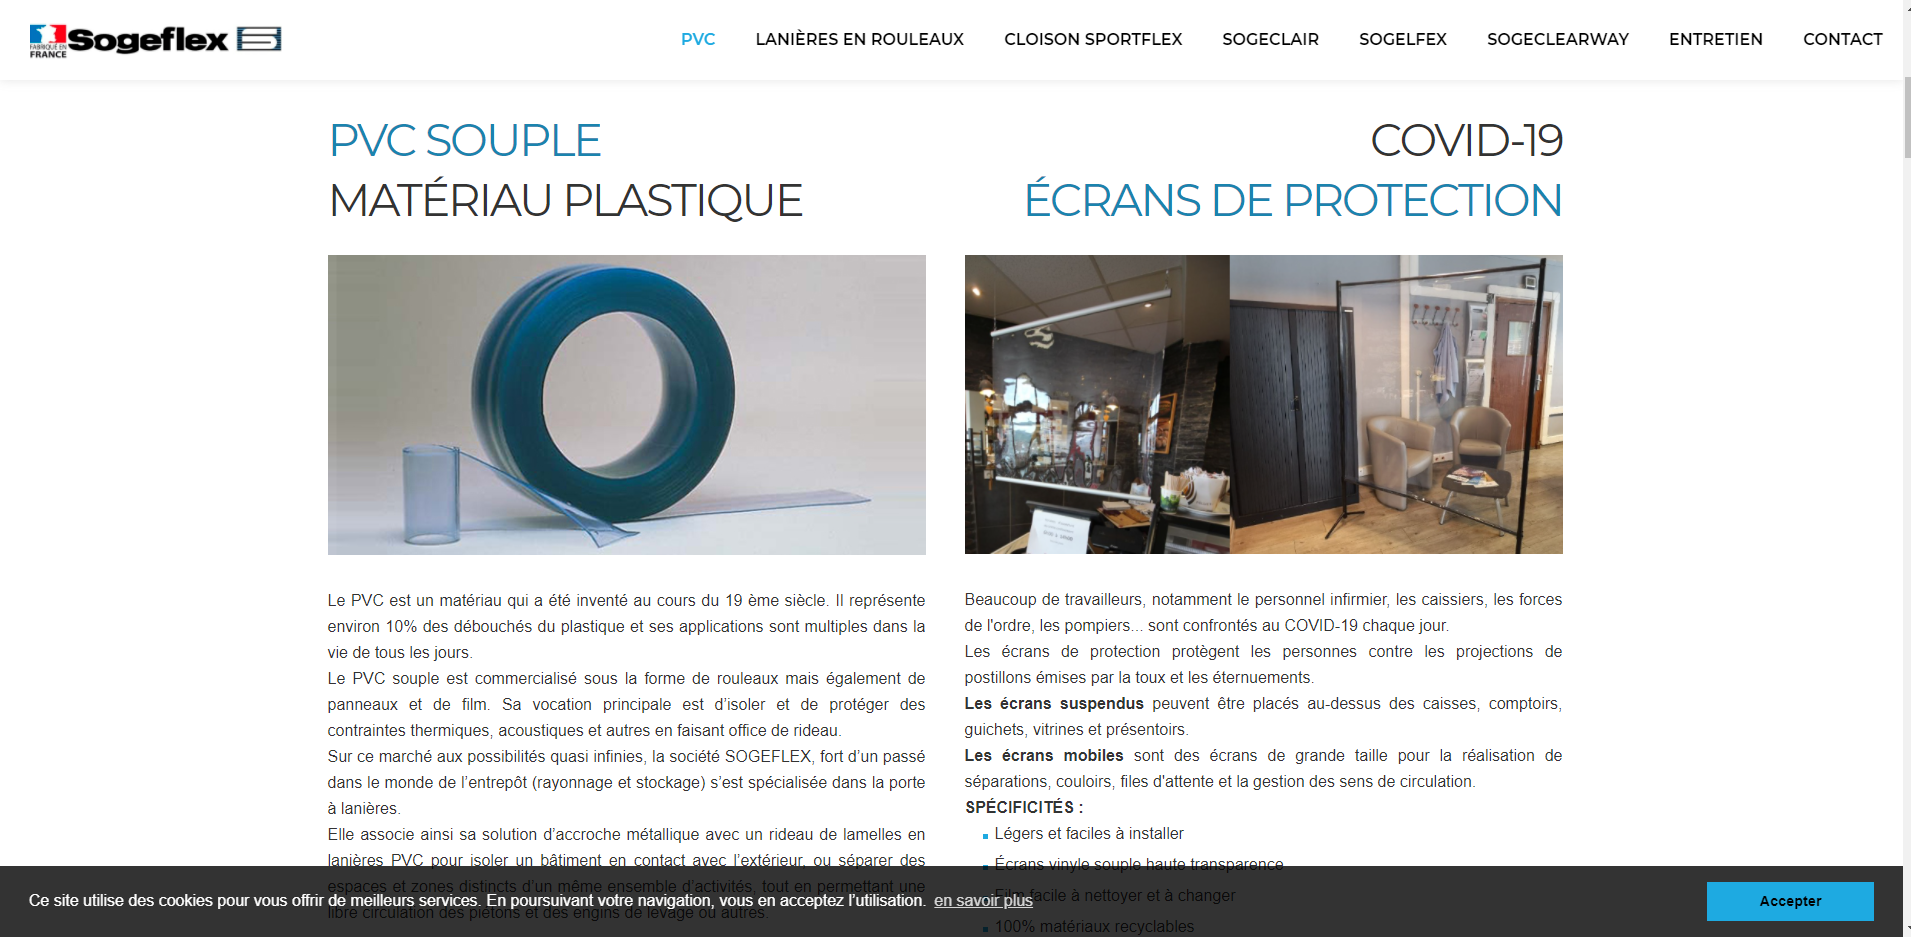 FABRIQUÉ EN
FRANCE
Sogeflex
PVC
LANIÈRES EN ROULEAUX
CLOISON SPORTFLEX
SOGECLAIR
SOGELFEX
SOGECLEARWAY
ENTRETIEN
CONTACT
PVC SOUPLE
MATÉRIAU PLASTIQUE
Le PVC est un matériau qui a été inventé au cours du 19 ème siècle. Il représente
environ 10% des débouchés du plastique et ses applications sont multiples dans la
vie de tous les jours.
Le PVC souple est commercialisé sous la forme de rouleaux mais également de
panneaux et de film. Sa vocation principale est d’isoler et de protéger des
contraintes thermiques, acoustiques et autres en faisant office de rideau.
Sur ce marché aux possibilités quasi infinies, la société SOGEFLEX, fort d’un passé
dans le monde de l’entrepôt (rayonnage et stockage) s’est spécialisée dans la porte
à lanières.
Elle associe ainsi sa solution d’accroche métallique avec un rideau de lamelles en
lanières PVC pour isoler un bâtiment en contact avec l’extérieur, ou séparer des
espaces et zones distincts d’un même ensemble d’activités, tout en permettant une
libre circulation des piétons et des engins de levage ou autres.
COVID-19
ÉCRANS DE PROTECTION
Beaucoup de travailleurs, notamment le personnel infirmier, les caissiers, les forces
de l'ordre, les pompiers... sont confrontés au COVID-19 chaque jour.
Les écrans de protection protègent les personnes contre les projections de
postillons émises par la toux et les éternuements.
Les écrans suspendus peuvent être placés au-dessus des caisses, comptoirs,
guichets, vitrines et présentoirs.
Les écrans mobiles sont des écrans de grande taille pour la réalisation de
séparations, couloirs, files d'attente et la gestion des sens de circulation.
SPÉCIFICITÉS :
Légers et faciles à installer
Écrans vinyle souple haute transparence
Film facile à nettoyer et à changer
100% matériaux recyclables
Ce site utilise des cookies pour vous offrir de meilleurs services. En poursuivant votre navigation, vous en acceptez l’utilisation. en savoir plus
Accepter